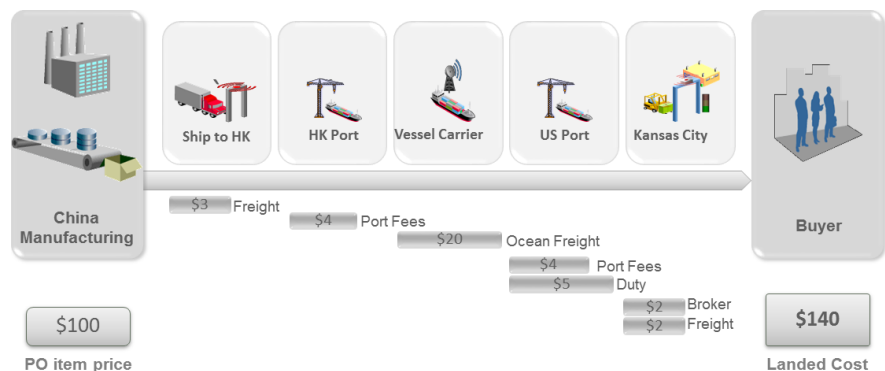 Ship to HK
HK Port
Vessel Carrier
US Port
Kansas City
China
Manufacturing
Buyer
$3 Freight
$4 Port Fees
$20 Ocean Freight
$4 Port Fees
$5 Duty
$2 Broker
$2 Freight
$100
PO item price
$140
Landed Cost